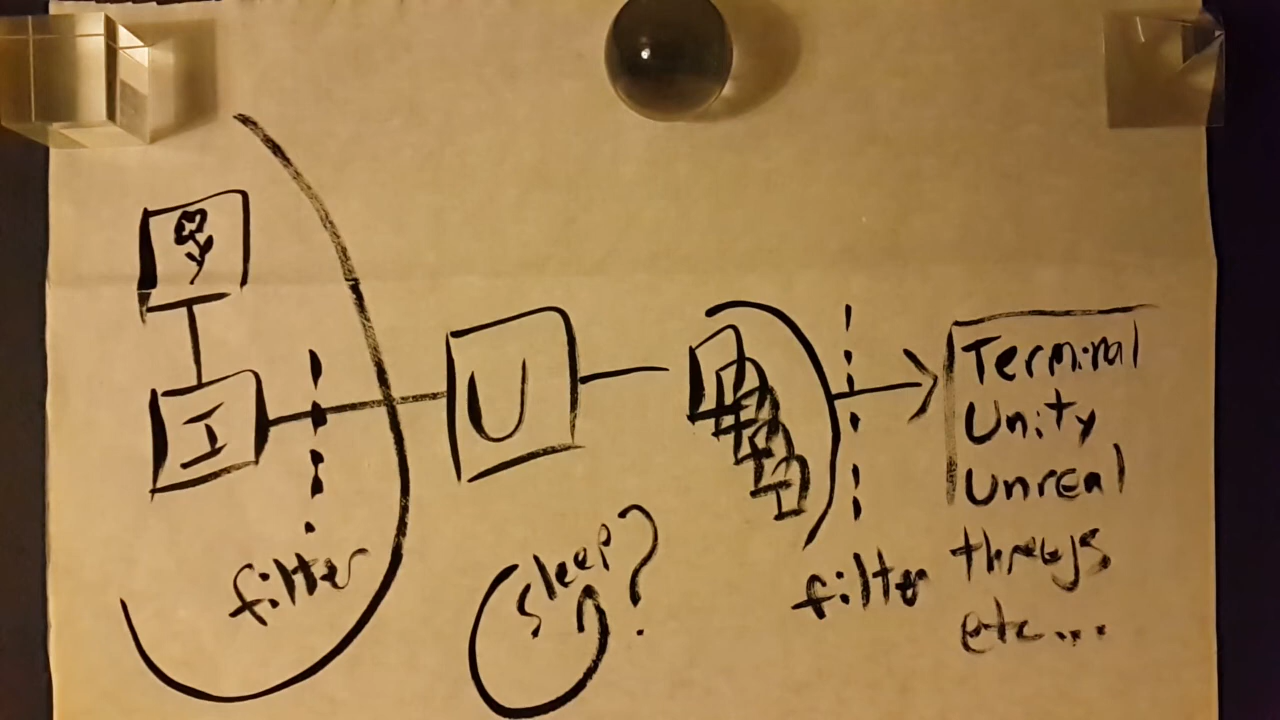 I
filter
U
sleep?
filter
Terminal
Unity
Unreal
threejs
etc...